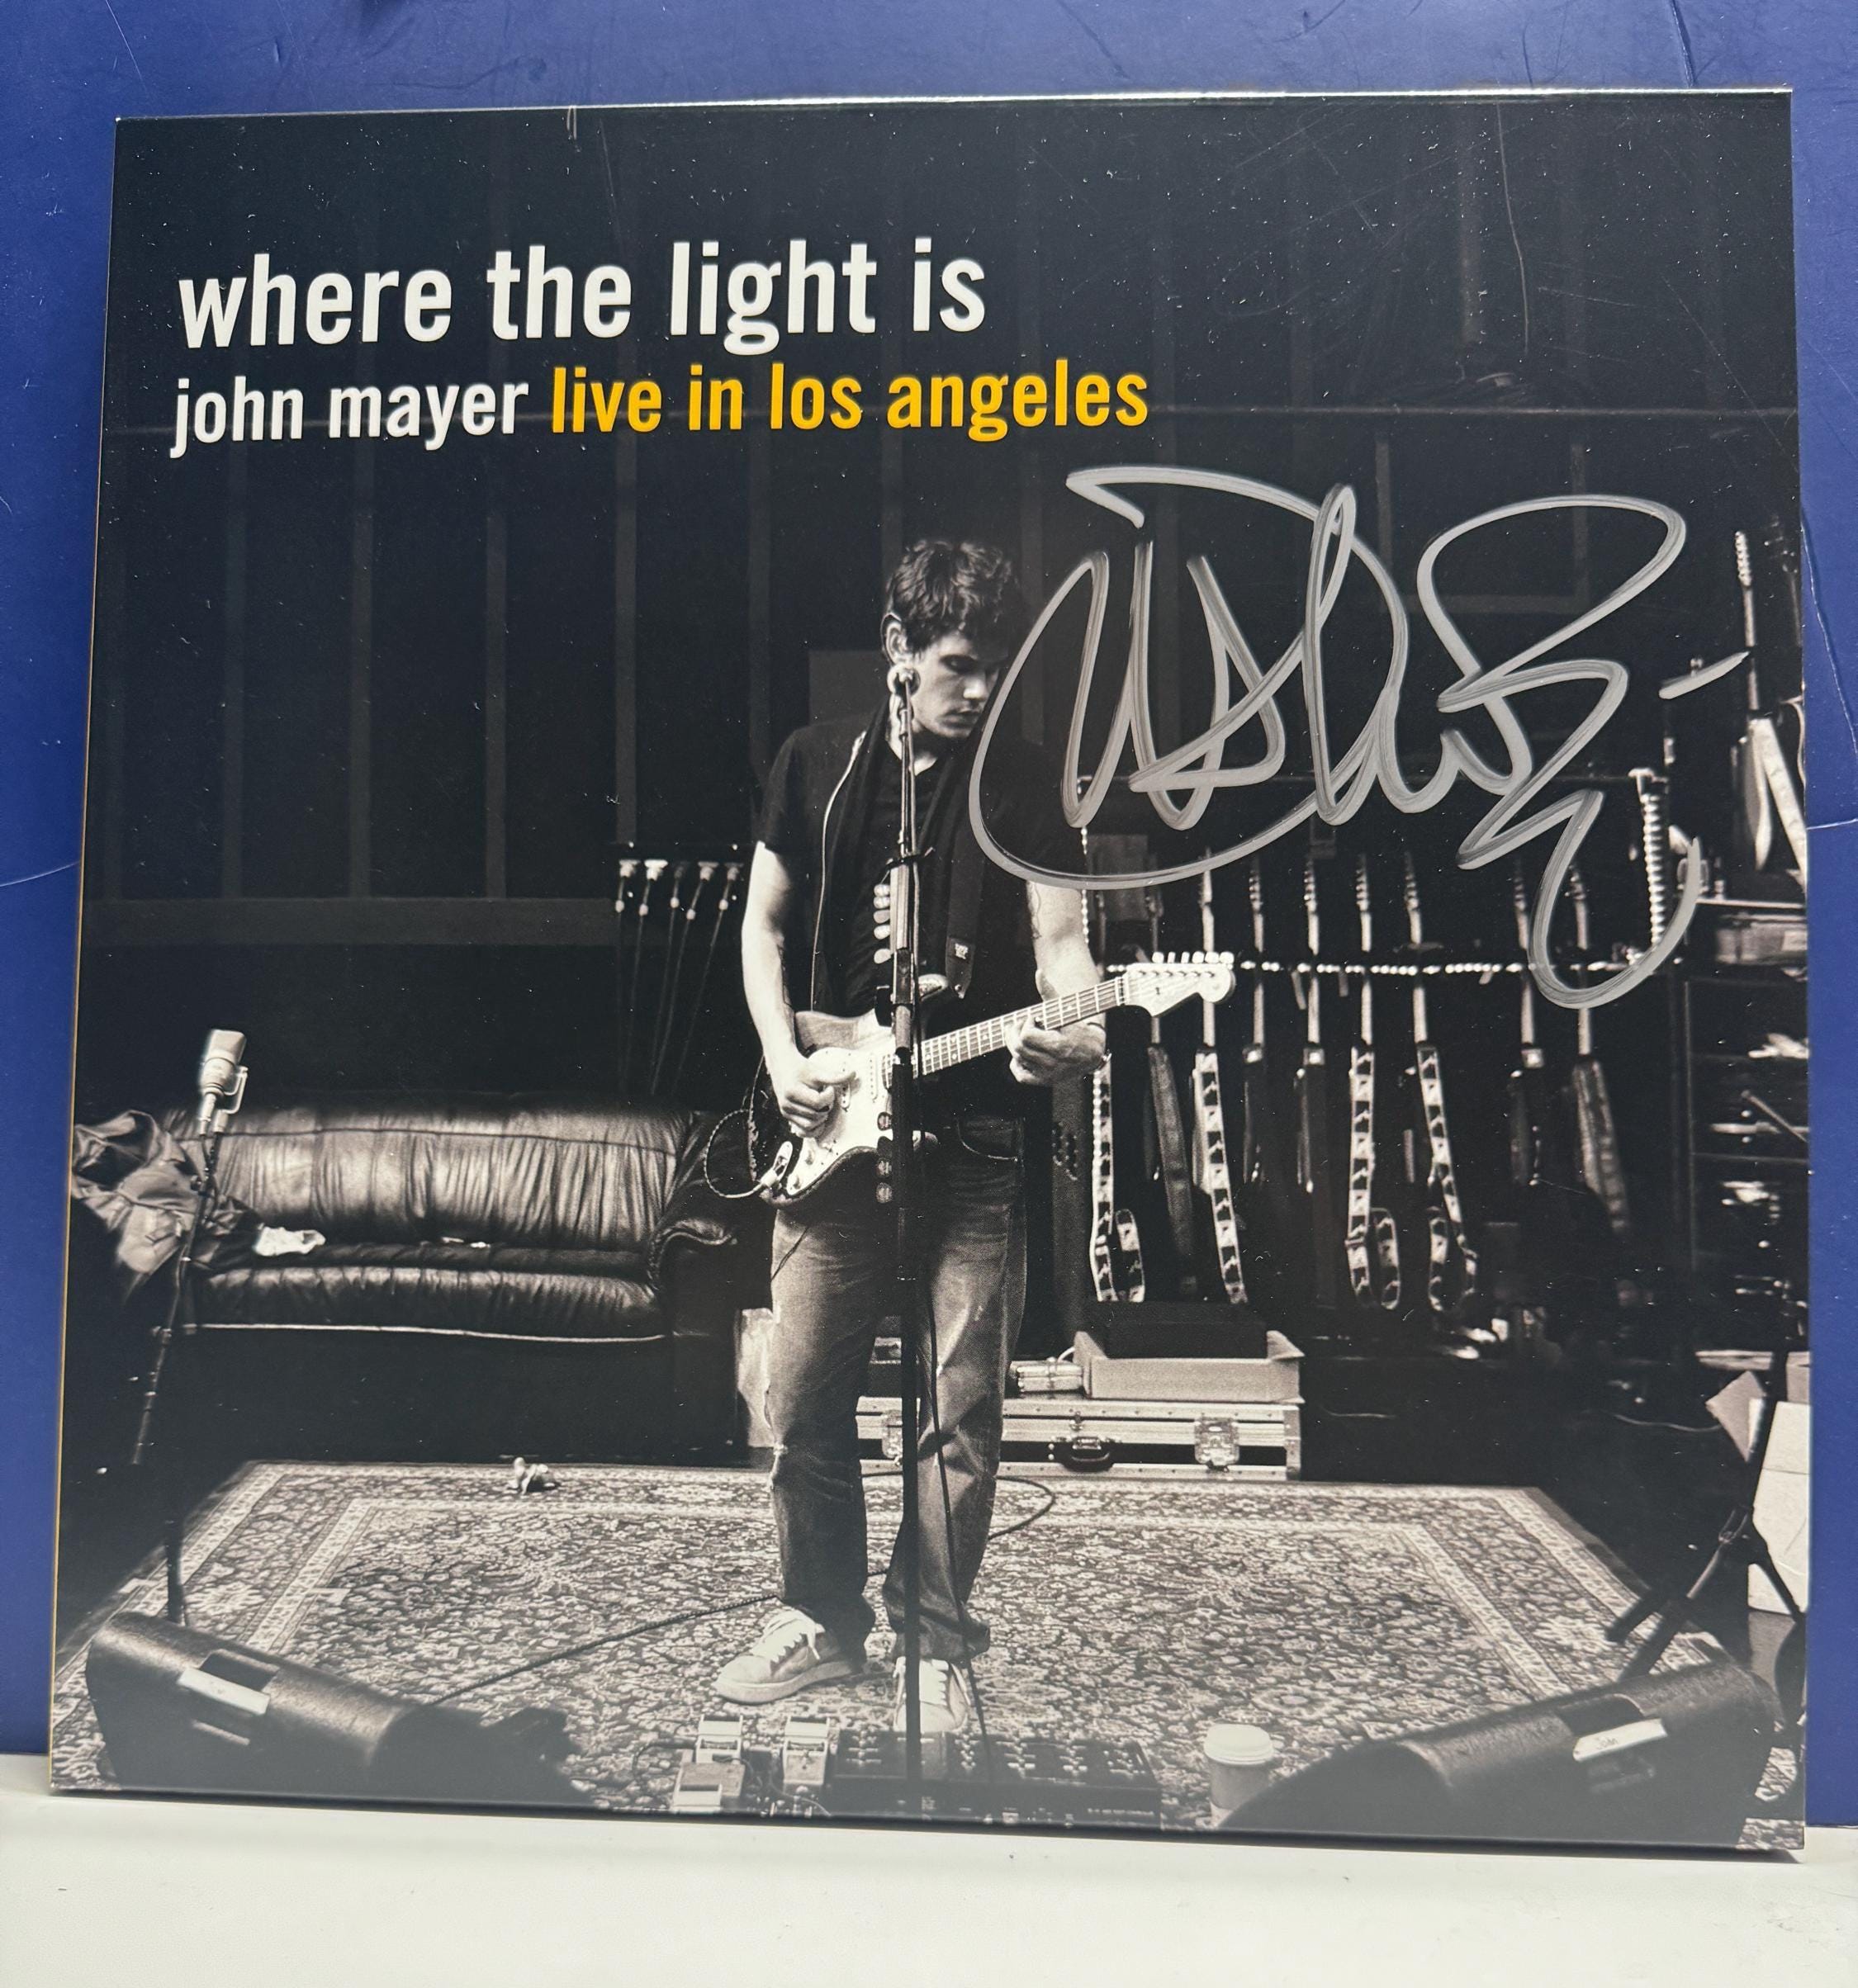 where the light is
john mayer live in los angeles